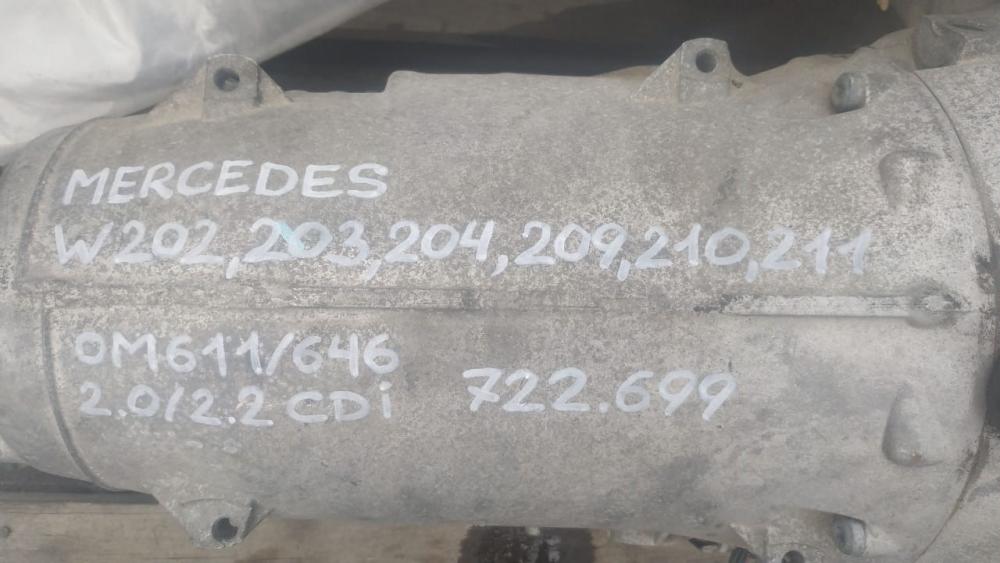 MERCEDES
W202,203,204,209,210,211
OM611/646
2.0/2.2 CDi 722.699